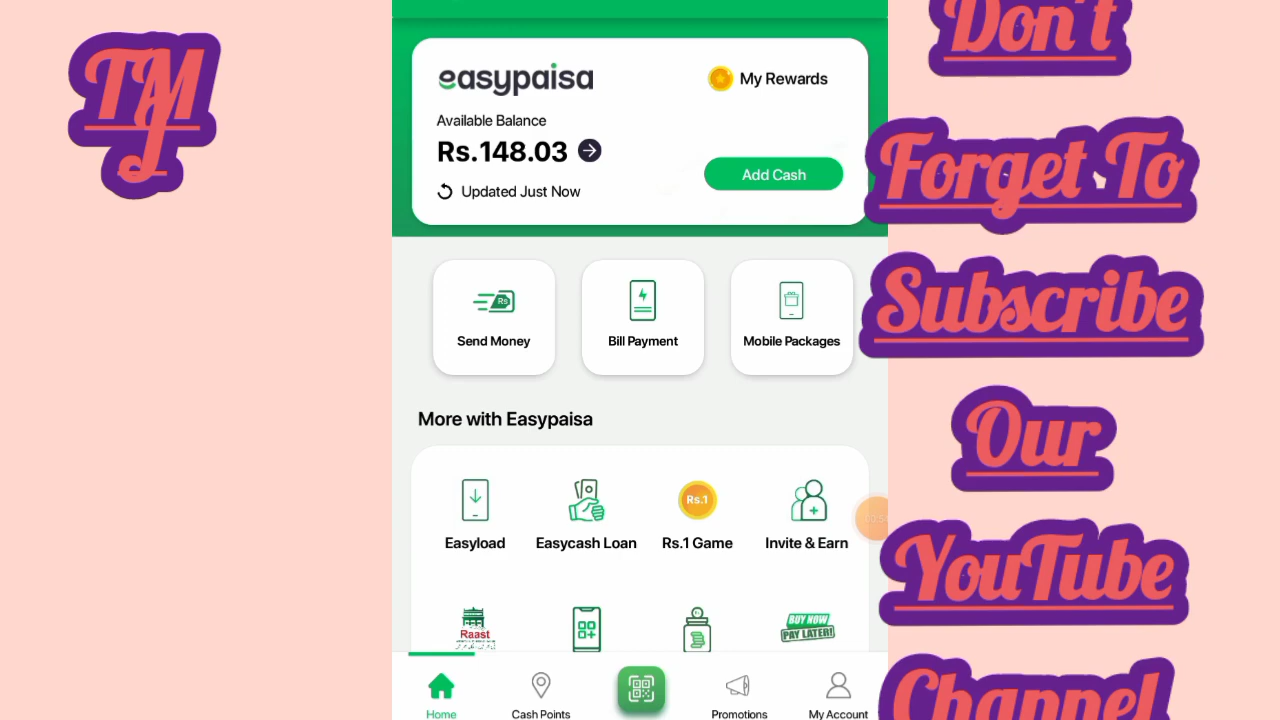 TMJ
easypaisa
My Rewards
Available Balance
Rs.148.03
Add Cash
Updated Just Now
Rs
Send Money
Bill Payment
Mobile Packages
More with Easypaisa
Rs.1
Easyload
Easycash Loan
Rs.1 Game
Invite & Earn
Raast
BUY NOW
PAY LATER!
Home
Cash Points
Promotions
My Account
Don't
Forget To
Subscribe
Our
YouTube
Channel